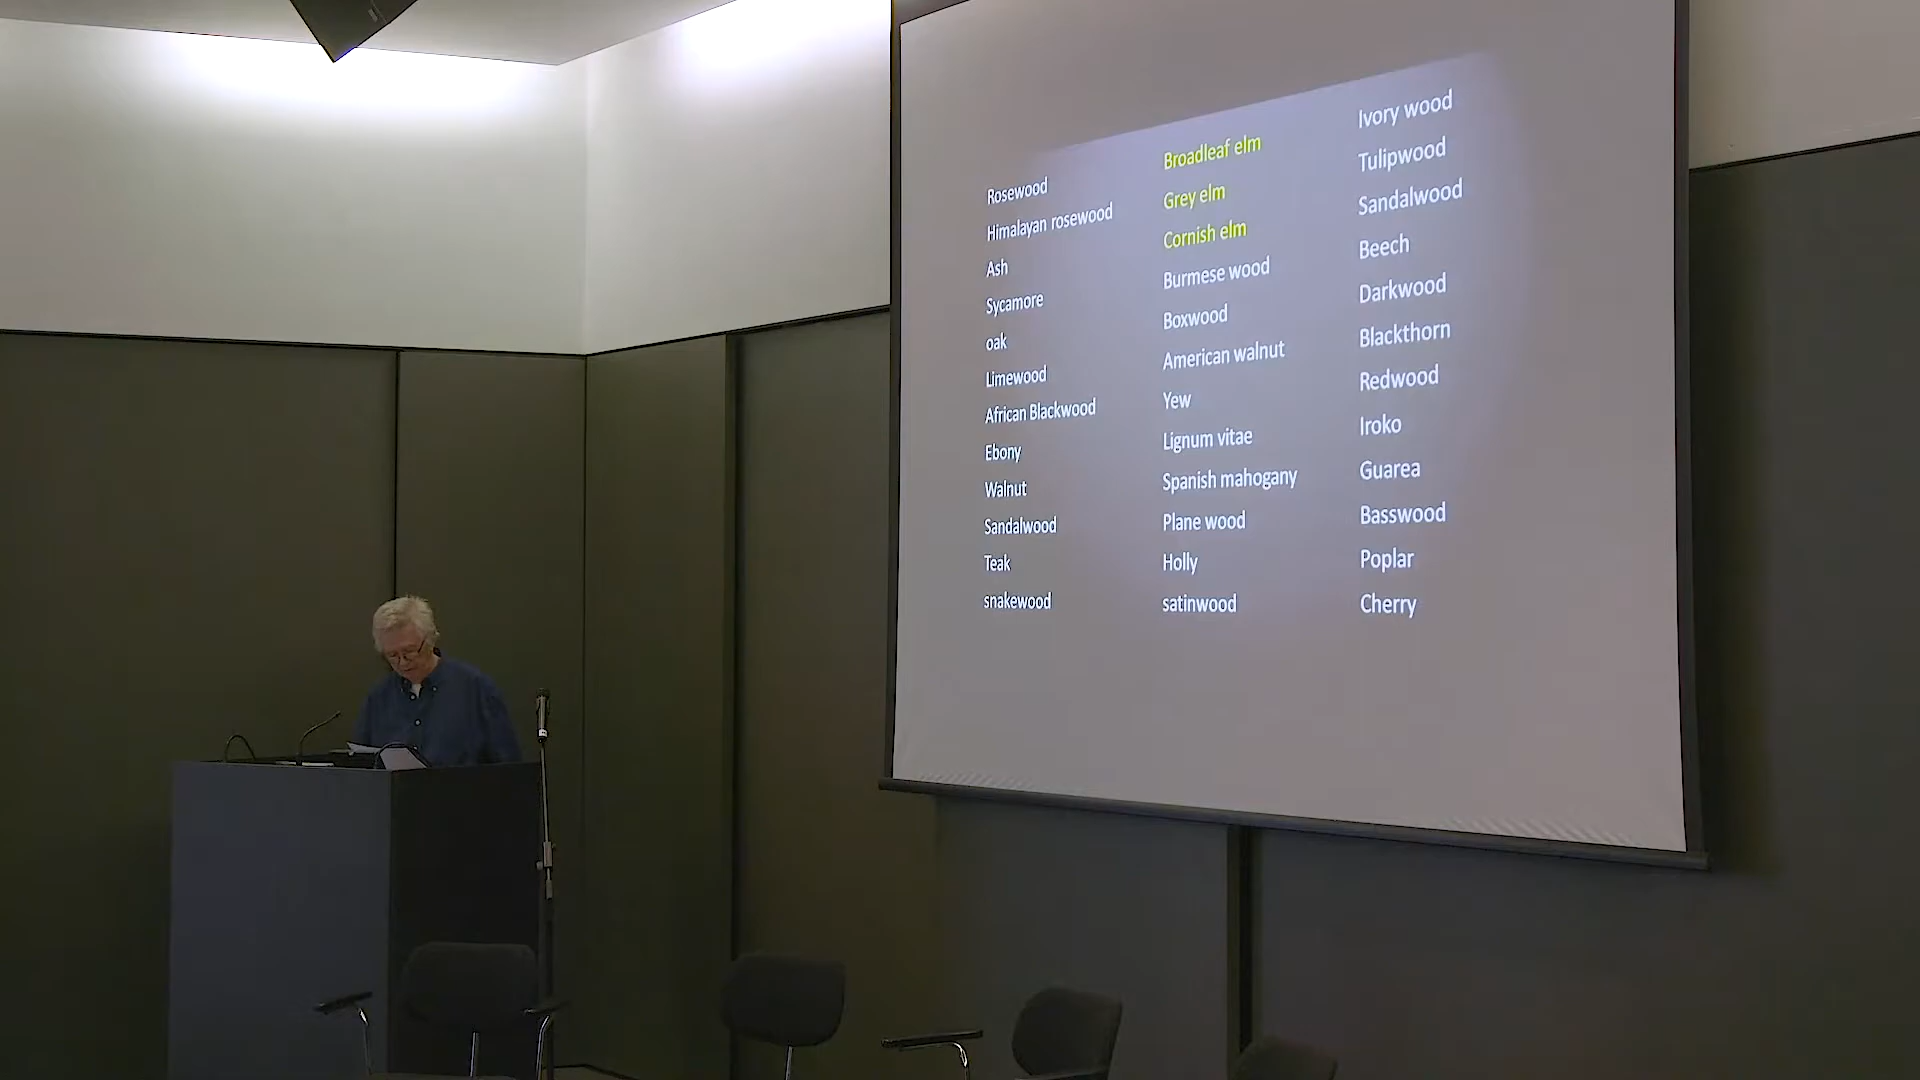 Rosewood
Himalayan rosewood
Ash
Sycamore
oak
Limewood
African Blackwood
Ebony
Walnut
Sandalwood
Teak
snakewood
Broadleaf elm
Grey elm
Cornish elm
Burmese wood
Boxwood
American walnut
Yew
Lignum vitae
Spanish mahogany
Plane wood
Holly
satinwood
Ivory wood
Tulipwood
Sandalwood
Beech
Darkwood
Blackthorn
Redwood
Iroko
Guarea
Basswood
Poplar
Cherry